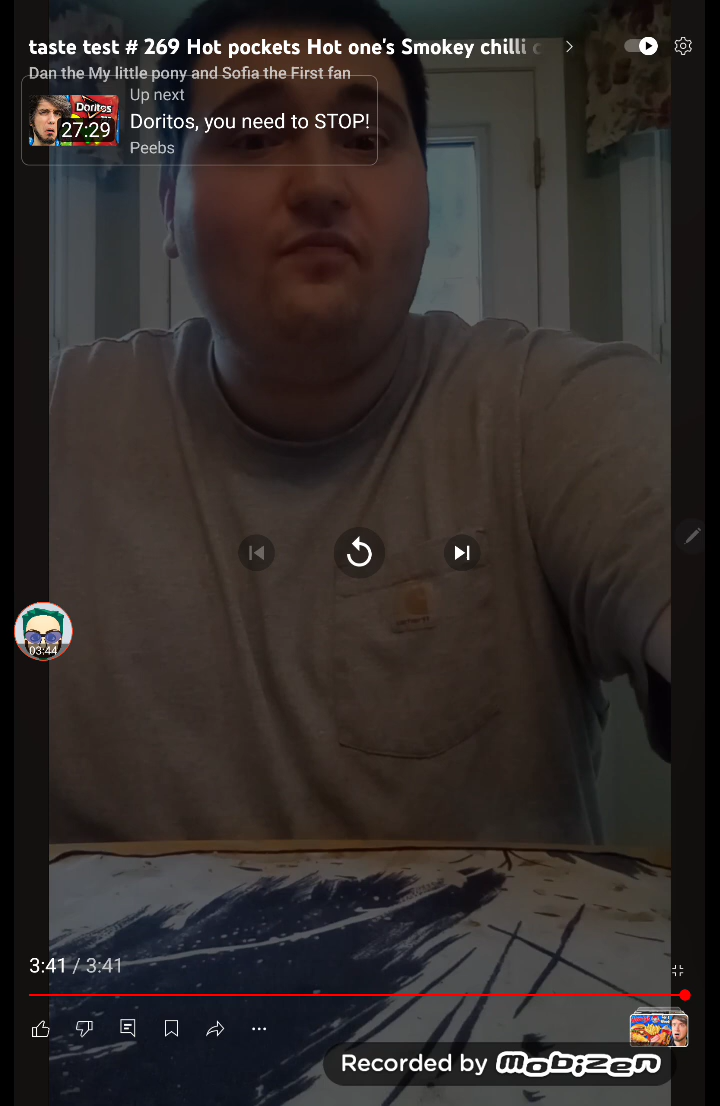 taste test # 269 Hot pockets Hot one's Smokey chilli
Dan the My little pony and Sofia the First fan
Up next
Doritos, you need to STOP!
Peebs
Doritos
27:29
03:44
3:41 / 3:41
Recorded by mobizen